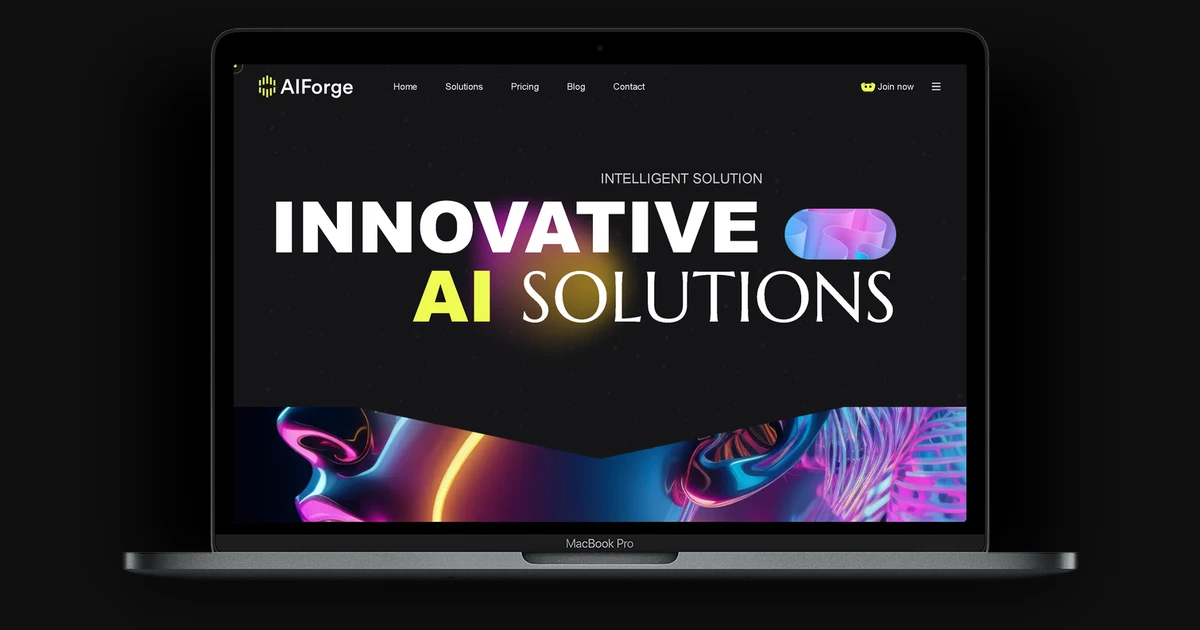 AIForge Home Solutions Pricing Blog Contact Join now
INTELLIGENT SOLUTION
INNOVATIVE
AI SOLUTIONS
MacBook Pro